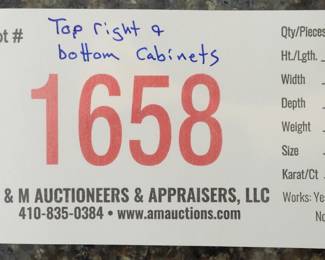 ot # Top right &
bottom Cabinets
1658
& M AUCTIONEERS & APPRAISERS, LLC
410-835-0384 • www.amauctions.com
Qty/Pieces
Ht./Lgth.
Width
Depth
Weight
Size
Karat/Ct
Works: Ye
No